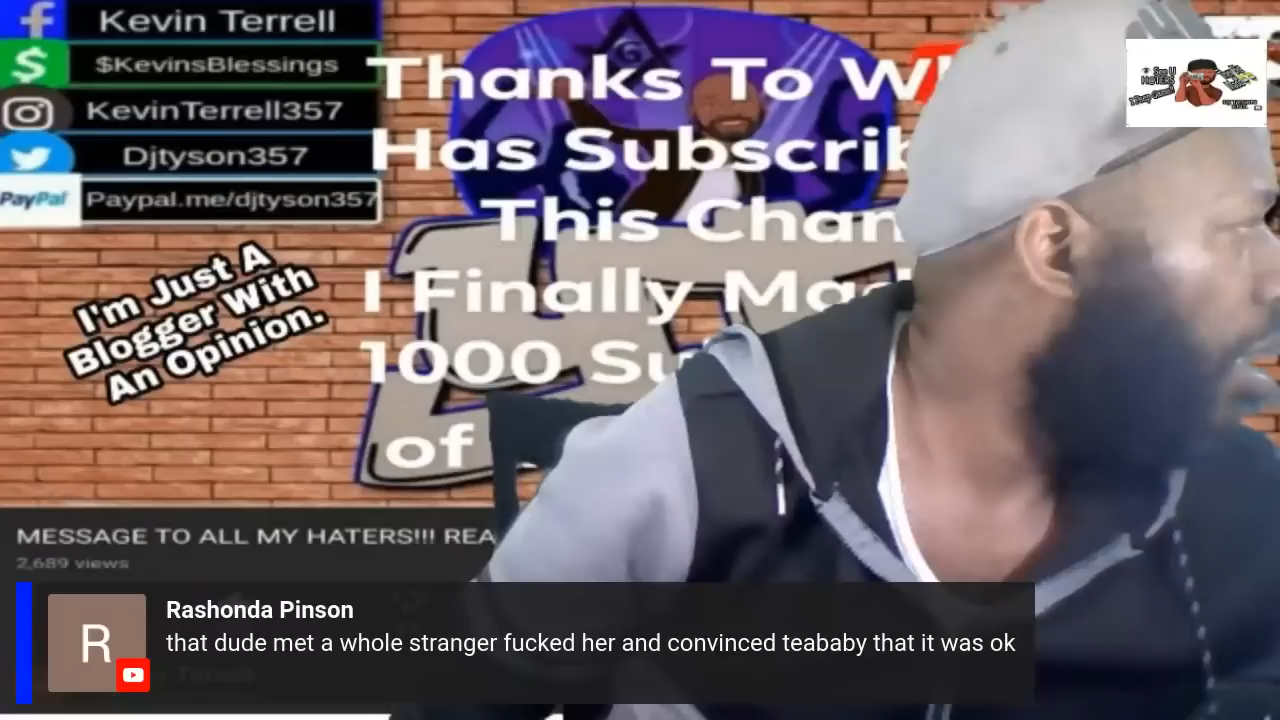 Kevin Terrell
$KevinsBlessings
KevinTerrell357
Djtyson357
PayPal Paypal.me/djtyson357
G
Thanks To
Has Subscrib
This Chan
I Finally Mad
1000 Su
of
I'm Just A
Blogger With
An Opinion.
MESSAGE TO ALL MY HATERS!!! REA
2,689 views
Rashonda Pinson
R
that dude met a whole stranger fucked her and convinced teababy that it was ok